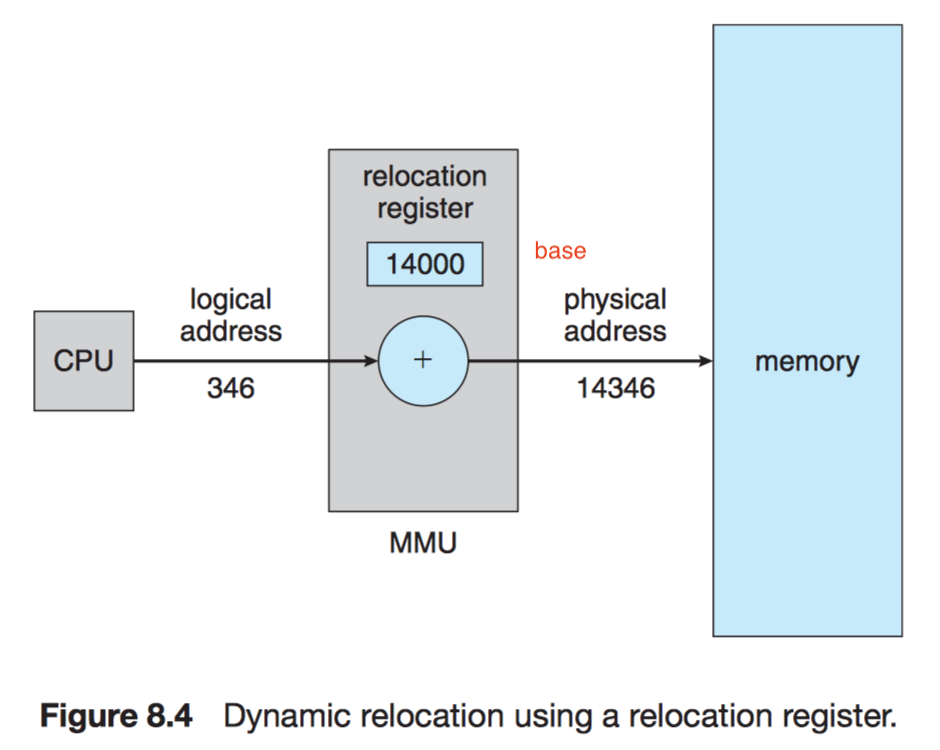 relocation
register
14000
base
logical
address
physical
address
CPU
+
memory
346
14346
MMU
Figure 8.4 Dynamic relocation using a relocation register.